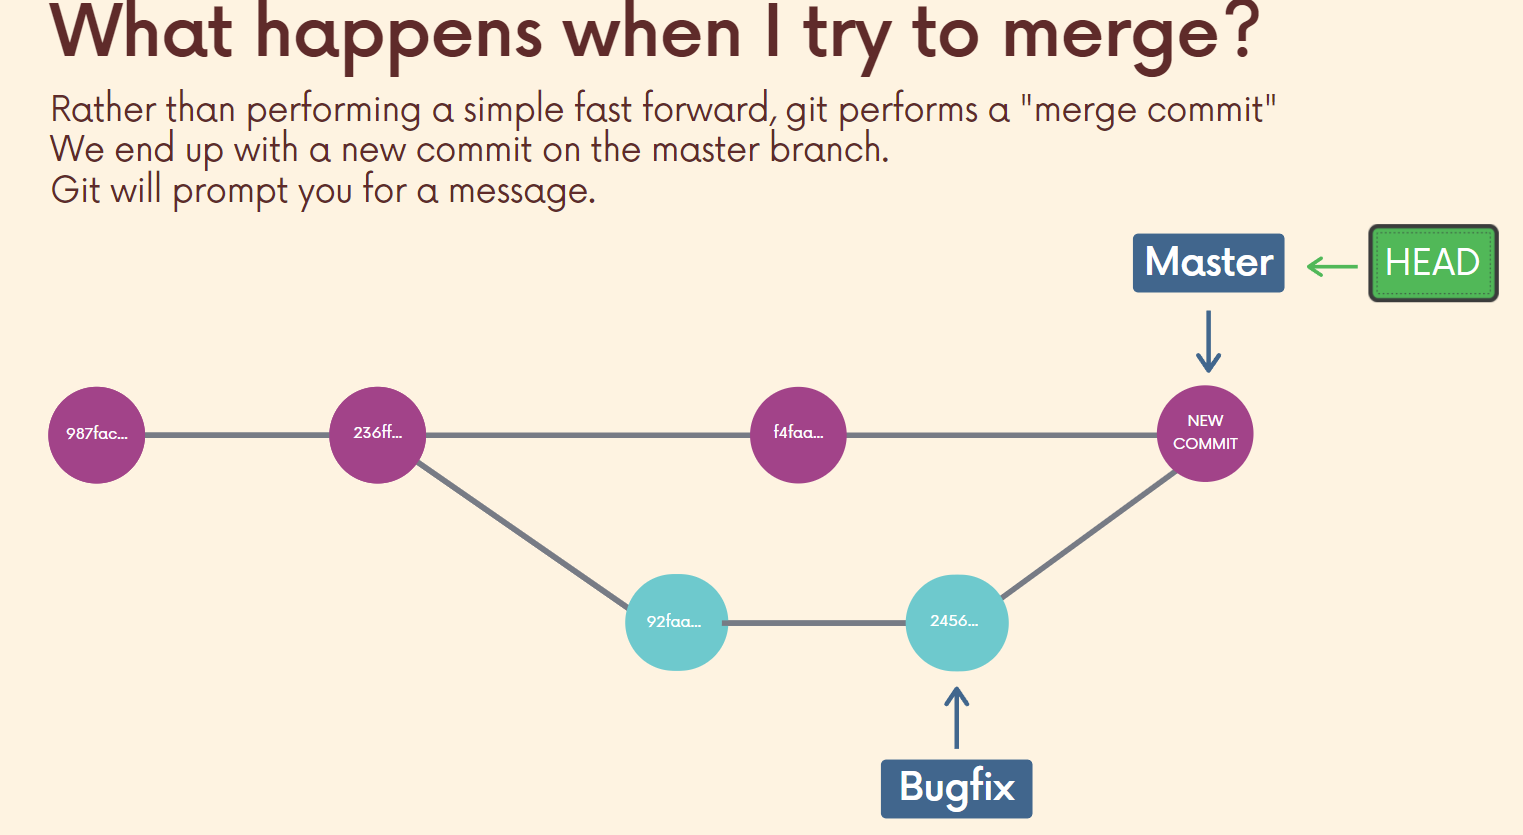 What happens when I try to merge?
Rather than performing a simple fast forward, git performs a "merge commit"
We end up with a new commit on the master branch.
Git will prompt you for a message.
Master
HEAD
987fac...
236ff...
f4faa...
NEW
COMMIT
92faa...
2456...
Bugfix